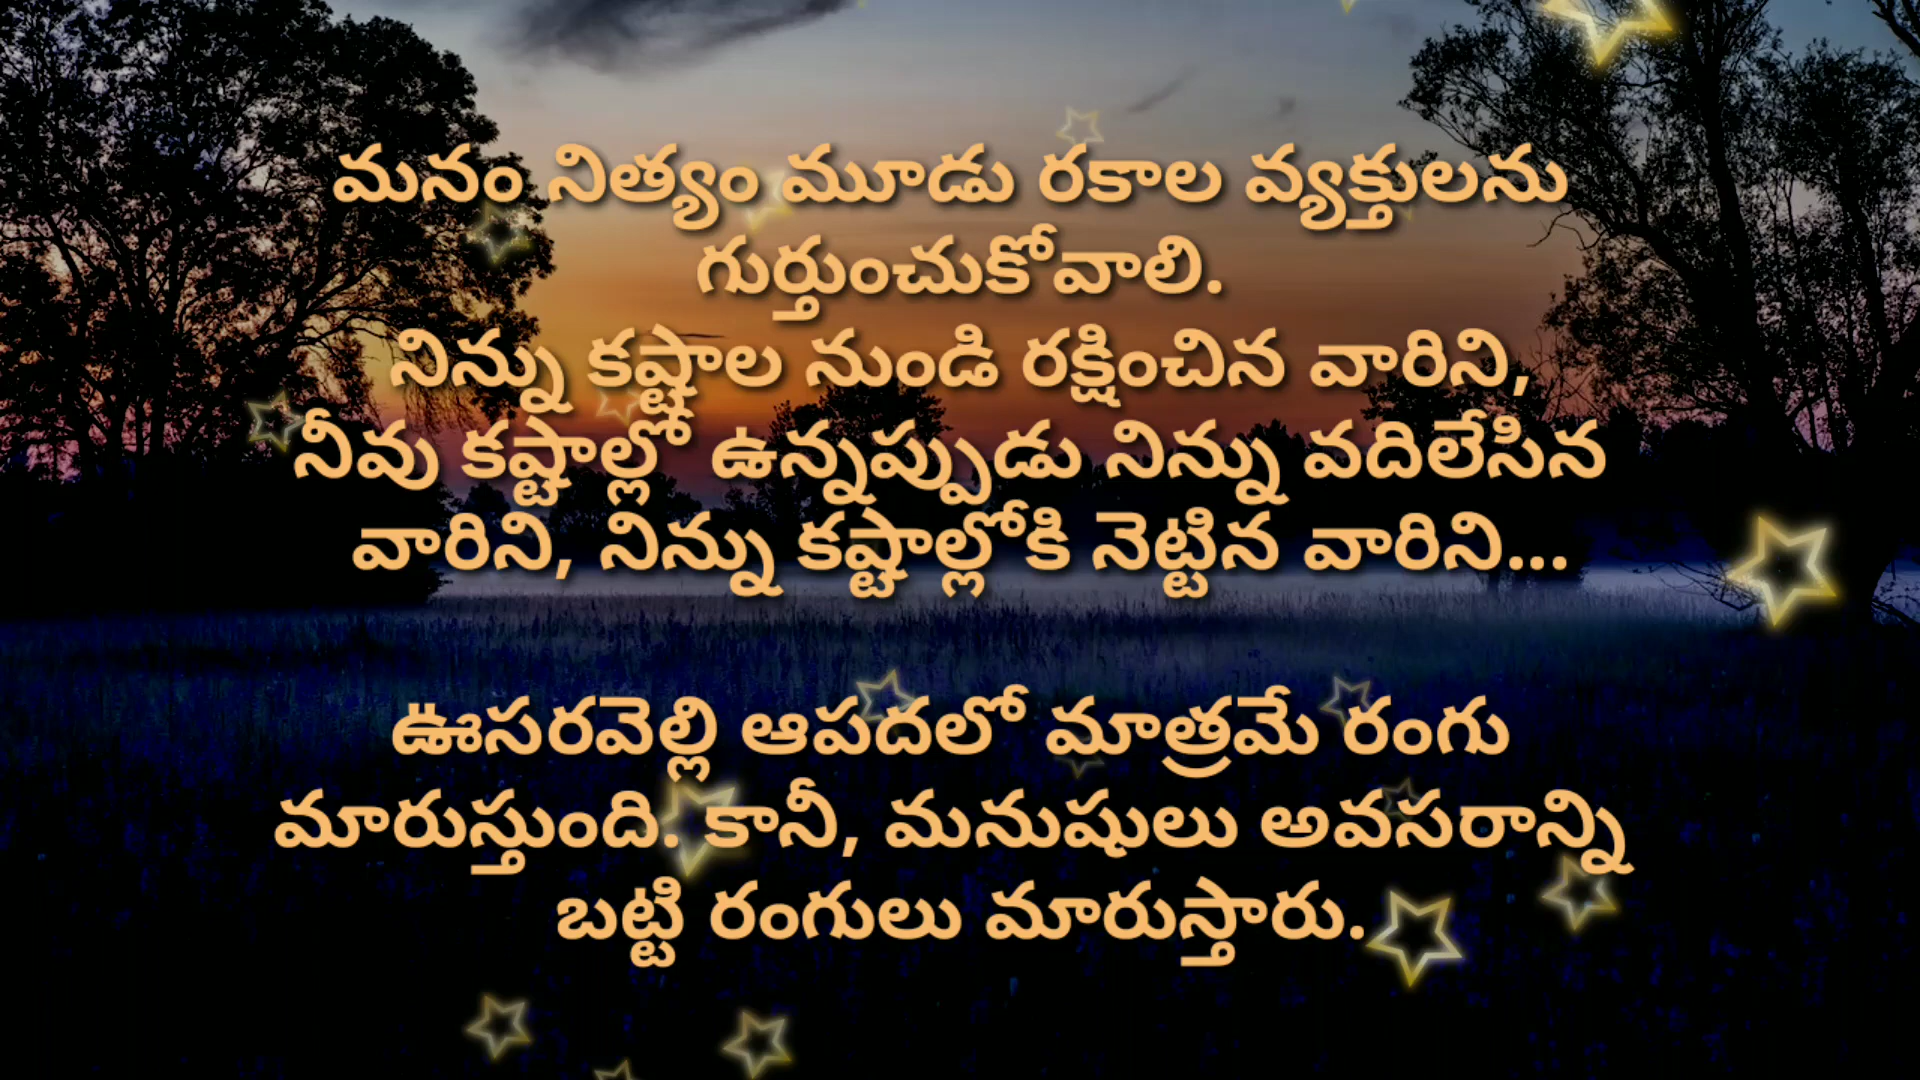 మనం నిత్యం మూడు రకాల వ్యక్తులను
గుర్తుంచుకోవాలి.
నిన్ను కష్టాల నుండి రక్షించిన వారిని,
నీవు కష్టాల్లో ఉన్నప్పుడు నిన్ను వదిలేసిన
వారిని, నిన్ను కష్టాల్లోకి నెట్టిన వారిని...
ఊసరవెల్లి ఆపదలో మాత్రమే రంగు
మారుస్తుంది. కానీ, మనుషులు అవసరాన్ని
బట్టి రంగులు మారుస్తారు.